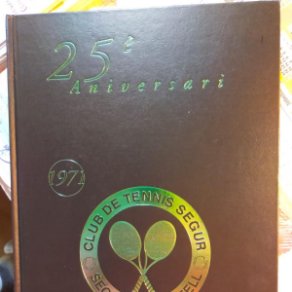 25è
Aniversari
1971
CLUB DE TENNIS SEGUR